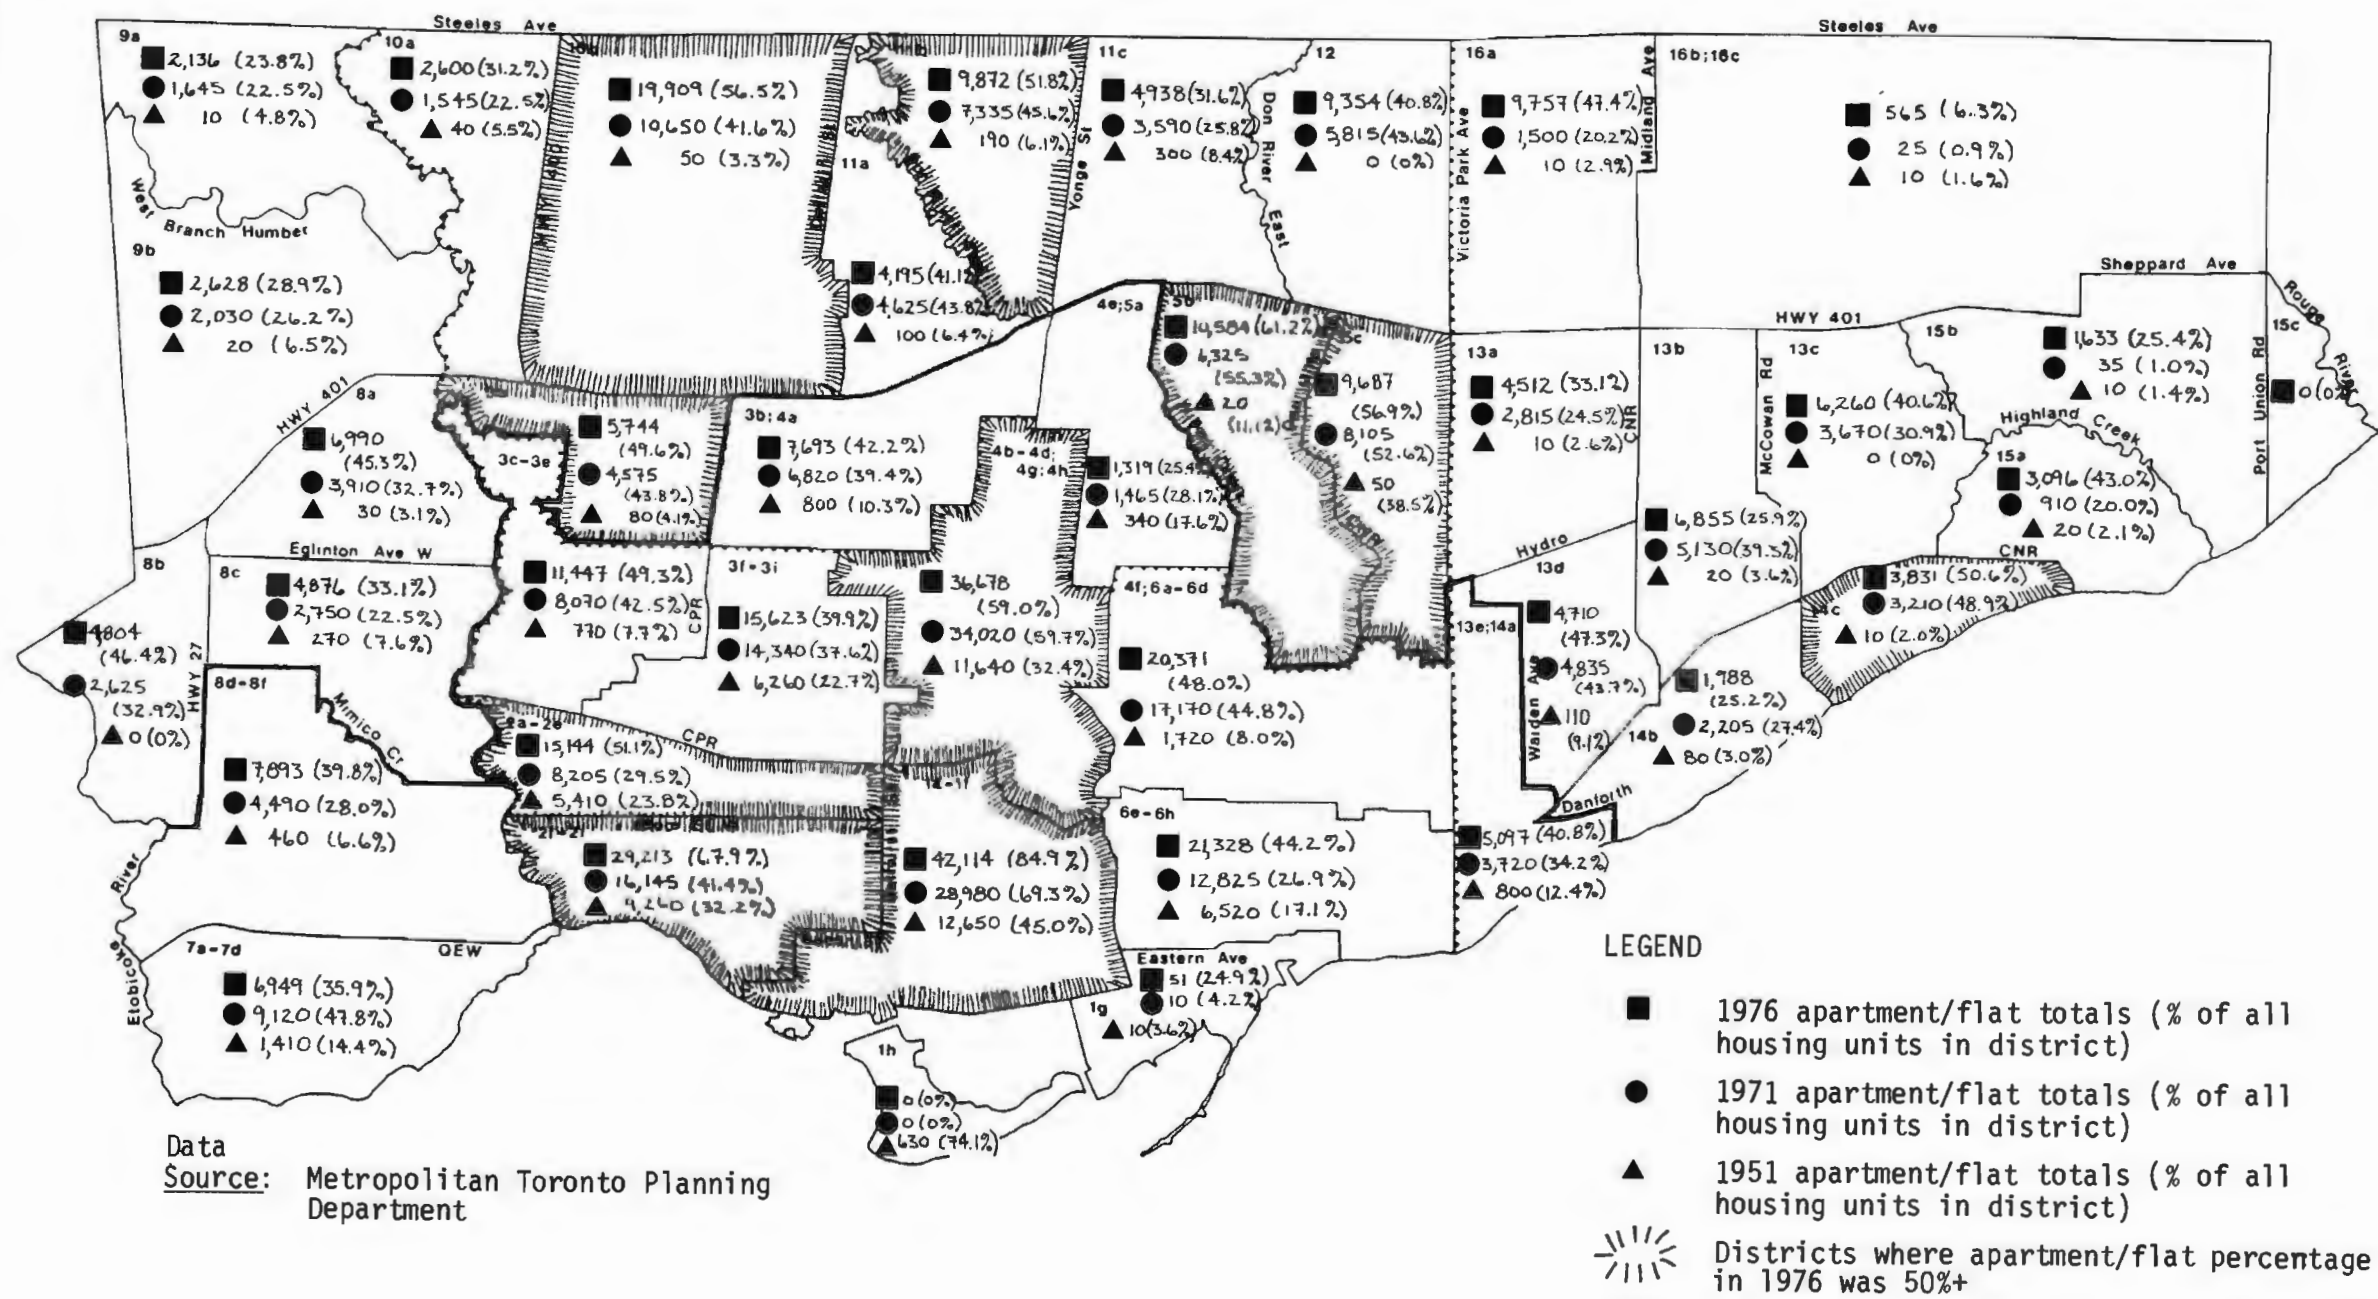 Steeles Ave
Steeles Ave
9a
■ 2,136 (23.8%)
● 1,645 (22.5%)
▲ 10 (4.8%)
10a
■ 2,600 (31.2%)
● 1,545 (22.5%
▲ 40 (5.5%)
■ 19,909 (56.5%)
● 10,650 (41.6%)
▲ 50 (3.3%)
HWY 400
■ 9,872 (51.8%)
● 7,335 (45.6%)
▲ 190 (6.1%)
11a
■ 4,195 (41.1%
● 4,625 (43.8%
▲ 100 (6.4%)
Yonge St
11c
■ 4,938 (31.6%)
● 3,590 (25.8%
▲ 300 (8.4%)
Don River
East
12
■ 9,354 (40.8%)
● 5,815 (43.6%)
▲ 0 (0%)
Victoria Park Ave
16a
■ 9,757 (47.4%)
● 1,500 (20.2%)
▲ 10 (2.9%)
Midland Ave
16b;16c
■ 565 (6.3%)
● 25 (0.9%)
▲ 10 (1.6%)
West
Branch Humber
9b
■ 2,628 (28.9%)
● 2,030 (26.2%)
▲ 20 (6.5%)
Sheppard Ave
HWY 401
Rouge
River
15c
■ 0 (0%
Port Union Rd
15b
■ 1,633 (25.4%)
● 35 (1.0%)
▲ 10 (1.4%)
Highland Creek
15a
■ 3,096 (43.0%)
● 910 (20.0%)
▲ 20 (2.1%)
CNR
HWY 401
8a
■ 6,990
(45.3%)
● 3,910 (32.7%)
▲ 30 (3.1%)
3c-3e
■ 5,744
(49.6%)
● 4,575
(43.8%)
▲ 80 (4.1%)
3b;4a
■ 7,693 (42.2%)
● 6,820 (39.4%)
▲ 800 (10.3%)
4b-4d;
4g;4h
4e;5a
■ 1,319 (25.4%
● 1,465 (28.1%)
▲ 340 (17.6%)
5b
■ 10,584 (61.2%)
● 6,325
(55.3%)
▲ 20
5c
■ 9,687
(56.9%)
● 8,105
(52.6%)
▲ 50
(38.5%)
CNR
13a
■ 4,512 (33.1%)
● 2,815 (24.5%)
▲ 10 (2.6%)
CNR
13b
McCowan Rd
13c
■ 6,260 (40.6%)
● 3,670 (30.9%)
▲ 0 (0%)
■ 6,855 (25.9%)
● 5,130 (39.3%)
▲ 20 (3.6%)
Hydro
Eglinton Ave W
8b
■ 4,804
(46.4%)
● 2,625
(32.9%)
▲ 0 (0%)
HWY 27
8c
■ 4,876 (33.1%)
● 2,750 (22.5%)
▲ 270 (7.6%)
■ 11,447 (49.3%)
● 8,070 (42.5%)
▲ 770 (7.7%)
CPR
3f-3i
■ 15,623 (39.9%)
● 14,340 (37.6%)
▲ 6,260 (22.7%)
■ 36,678
(59.0%)
● 34,020 (59.7%)
▲ 11,640 (32.4%)
4f;6a-6d
■ 20,371
(48.0%)
● 17,170 (44.8%)
▲ 1,720 (8.0%)
13e;14a
13d
■ 4,710
(47.3%)
● 4,835
(43.7%)
▲ 110
(9.1%)
Warden Ave
14b
■ 1,988
(25.2%)
● 2,205 (27.4%)
▲ 80 (3.0%)
14c
■ 3,831 (50.6%)
● 3,210 (48.9%)
▲ 10 (2.0%)
8d-8f
Mimico Cr
■ 7,893 (39.8%)
● 4,490 (28.0%)
▲ 460 (6.6%)
2a-2e
CPR
■ 15,144 (51.1%)
● 8,205 (29.5%)
▲ 5,410 (23.8%)
■ 29,213 (67.9%)
● 16,145 (41.4%)
▲ 9,260 (32.2%)
■ 42,114 (84.9%)
● 28,980 (69.3%)
▲ 12,650 (45.0%)
6e-6h
■ 21,328 (44.2%)
● 12,825 (26.9%)
▲ 6,520 (17.1%)
Danforth
■ 5,097 (40.8%)
● 3,720 (34.2%)
▲ 800 (12.4%)
Etobicoke River
7a-7d
QEW
■ 6,949 (35.9%)
● 9,120 (47.8%)
▲ 1,410 (14.4%)
Eastern Ave
■ 51 (24.9%)
● 10 (4.2%)
1g
▲ 10 (3.6%)
1h
■ 0 (0%)
● 0 (0%)
▲ 630 (74.1%)
LEGEND
■ 1976 apartment/flat totals (% of all
housing units in district)
● 1971 apartment/flat totals (% of all
housing units in district)
▲ 1951 apartment/flat totals (% of all
housing units in district)
Districts where apartment/flat percentage
in 1976 was 50%+
Data
Source: Metropolitan Toronto Planning
Department